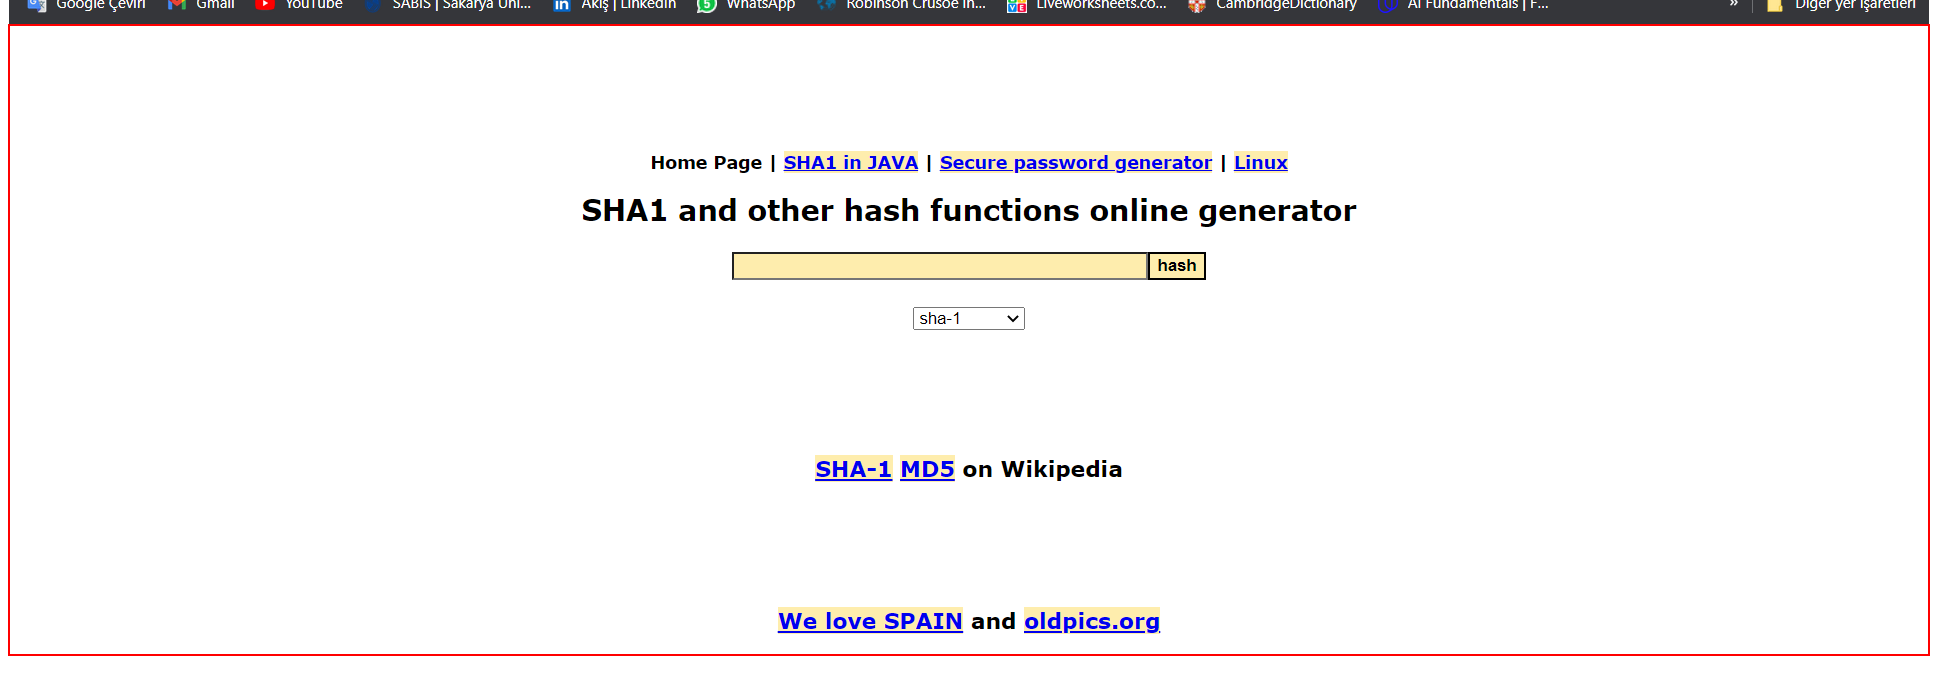 Google Çeviri Gmail YouTube SABIS | Sakarya Üni... Akış | LinkedIn WhatsApp Robinson Crusoe in... Liveworksheets.co... CambridgeDictionary AI Fundamentals | F... » Diğer yer işaretleri
Home Page | SHA1 in JAVA | Secure password generator | Linux
SHA1 and other hash functions online generator
hash
sha-1
SHA-1 MD5 on Wikipedia
We love SPAIN and oldpics.org